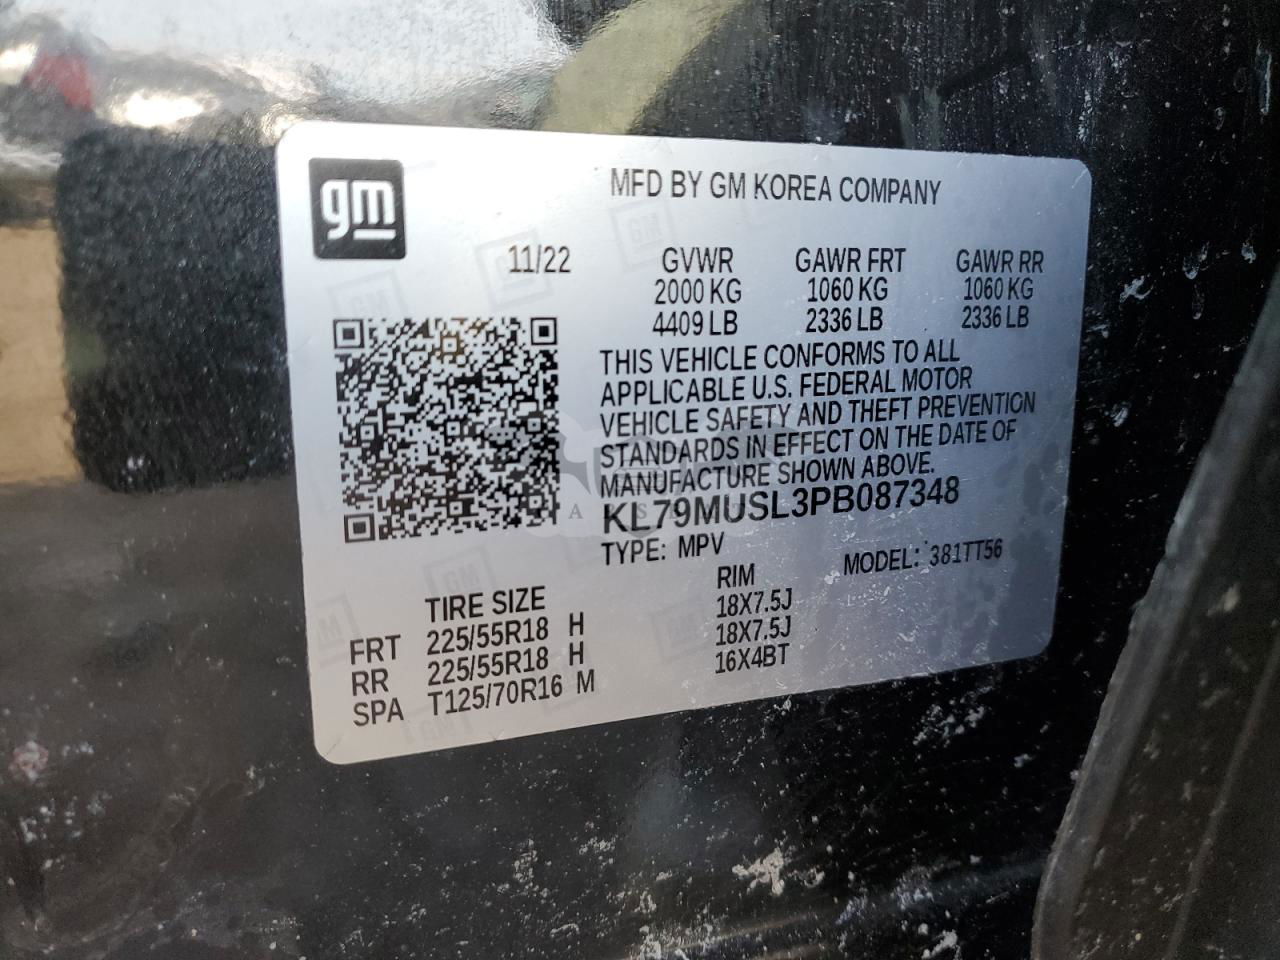 gm
MFD BY GM KOREA COMPANY
11/22 GVWR GAWR FRT GAWR RR
2000 KG 1060 KG 1060 KG
4409 LB 2336 LB 2336 LB
THIS VEHICLE CONFORMS TO ALL
APPLICABLE U.S. FEDERAL MOTOR
VEHICLE SAFETY AND THEFT PREVENTION
STANDARDS IN EFFECT ON THE DATE OF
MANUFACTURE SHOWN ABOVE.
KL79MUSL3PB087348
TYPE: MPV MODEL: 381TT56
TIRE SIZE RIM
FRT 225/55R18 H 18X7.5J
RR 225/55R18 H 18X7.5J
SPA T125/70R16 M 16X4BT